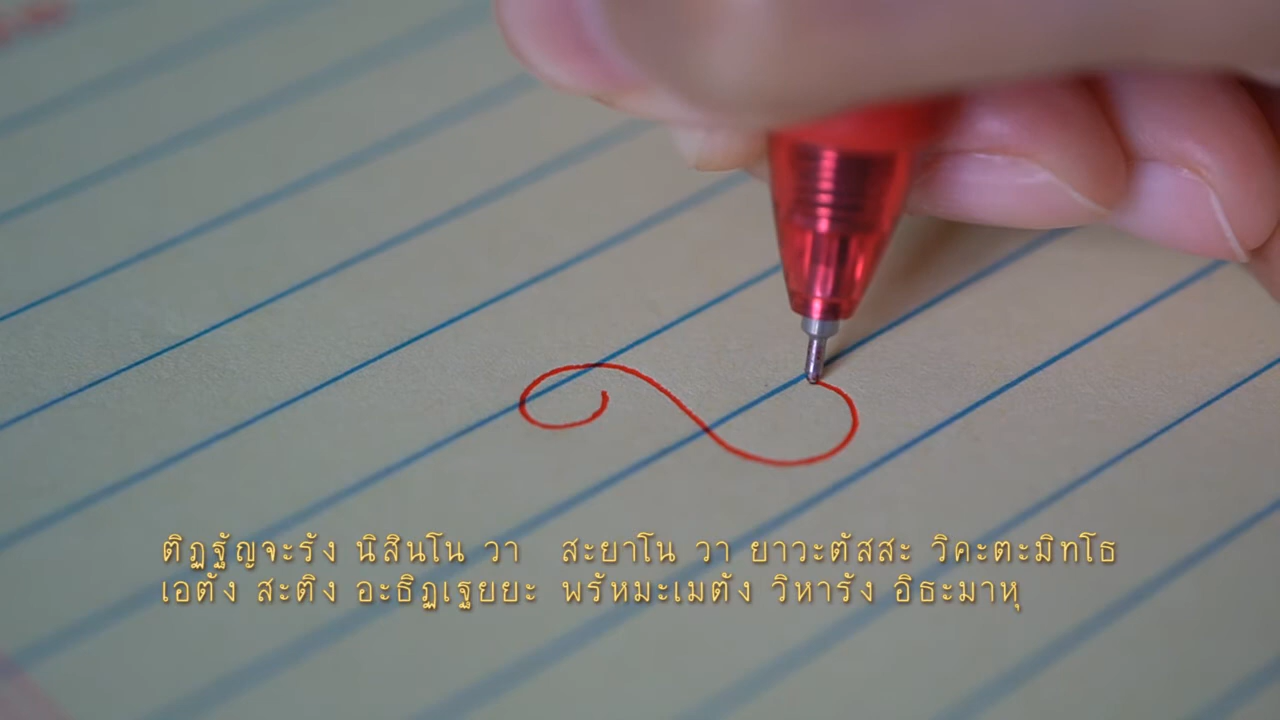 ติฏฐัญจะรัง นิสินโน วา สะยาโน วา ยาวะตัสสะ วิคะตะมิทโธ
เอตัง สะติง อะธิฏเฐยยะ พรัหมะเมตัง วิหารัง อิธะมาหุ